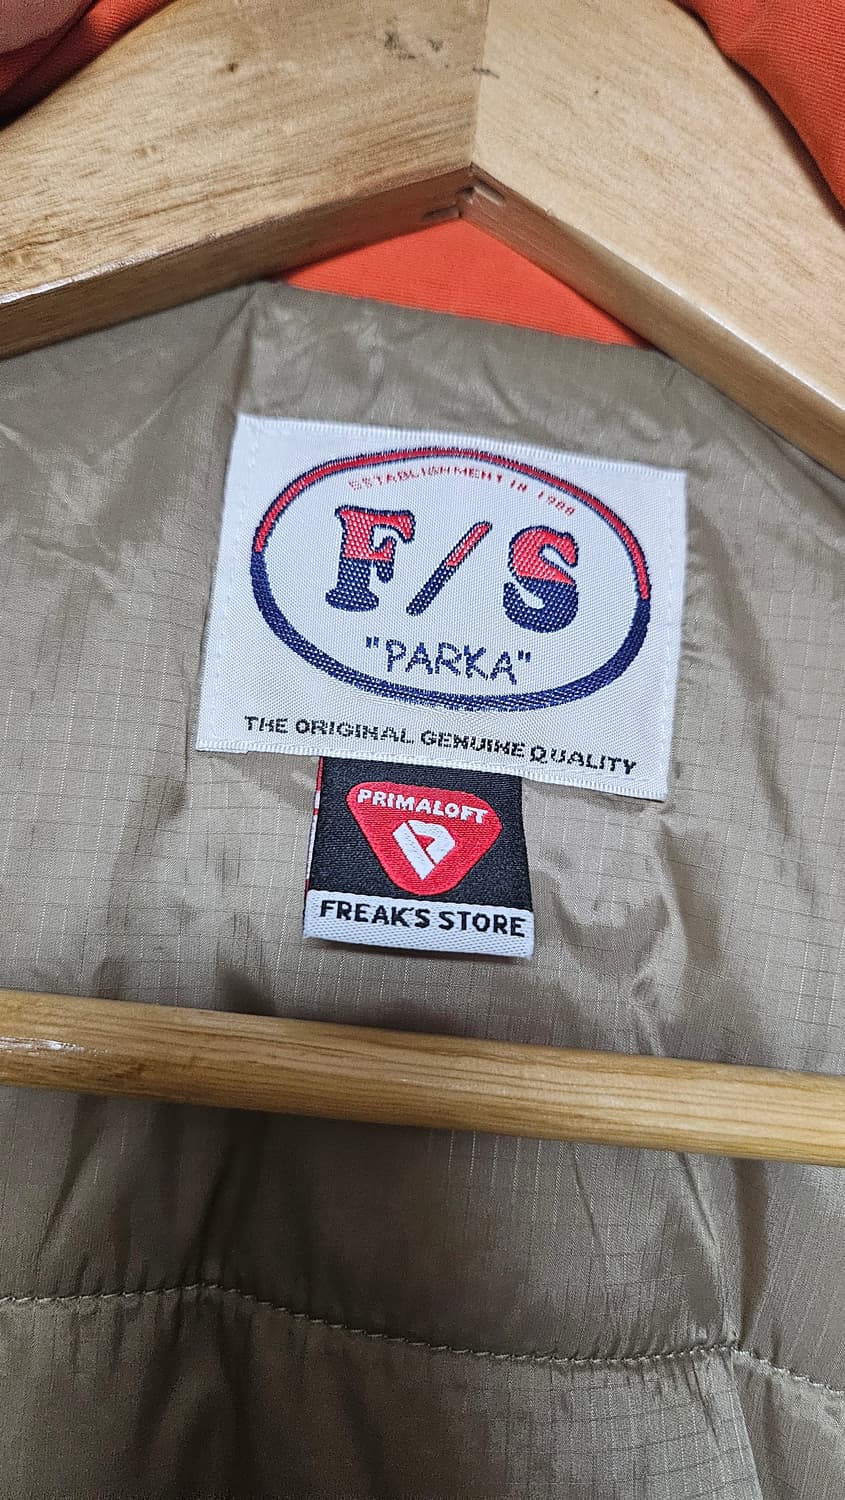 ESTABLISHMENT IN 1988
F/S
"PARKA"
THE ORIGINAL GENUINE QUALITY
PRIMALOFT
FREAK'S STORE